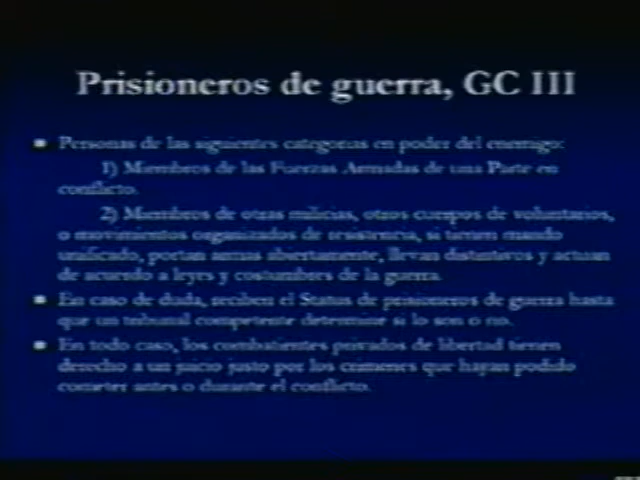 Prisioneros de guerra, GC III
Personas de las siguientes categorias en poder del enemigo:
1) Miembros de las Fuerzas Armadas de una Parte en
conflicto.
2) Miembros de otras milicias, otros cuerpos de voluntarios,
o movimientos organizados de resistencia, si tienen mando
unificado, portan armas abiertamente, llevan distintivos y actuan
de acuerdo a leyes y costumbres de la guerra.
En caso de duda, reciben el Status de prisioneros de guerra hasta
que un tribunal competente determine si lo son o no.
En todo caso, los combatientes privados de libertad tienen
derecho a un juicio justo por los crimenes que hayan podido
cometer antes o durante el conflicto.